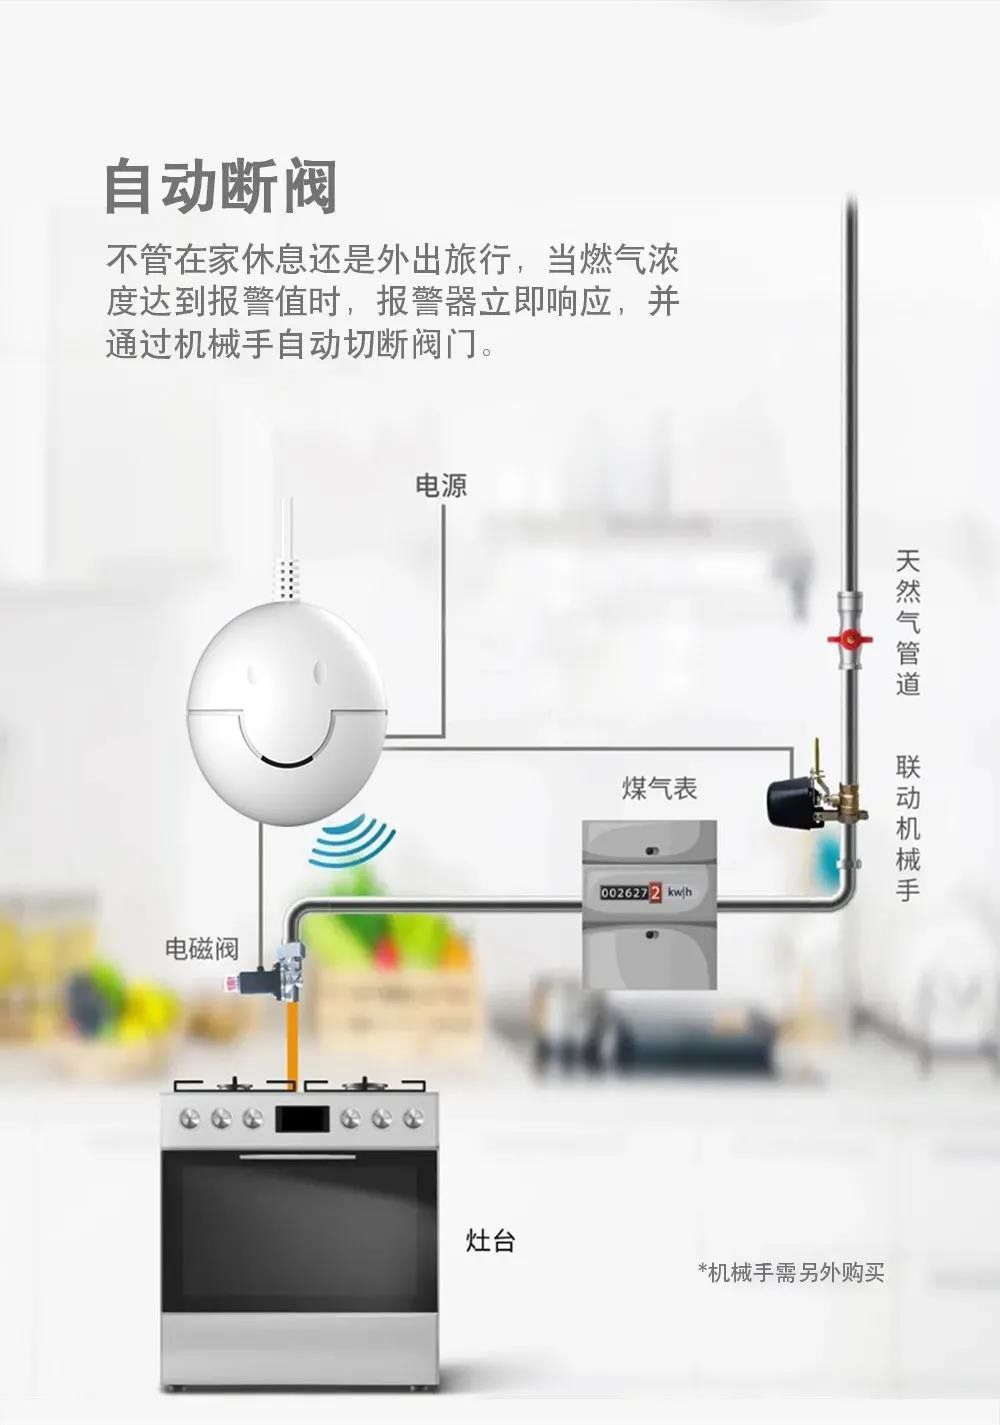 自动断阀
不管在家休息还是外出旅行，当燃气浓
度达到报警值时，报警器立即响应，并
通过机械手自动切断阀门。
电源
天然气管道
联动机械手
煤气表
0026272 kw|h
电磁阀
灶台
*机械手需另外购买